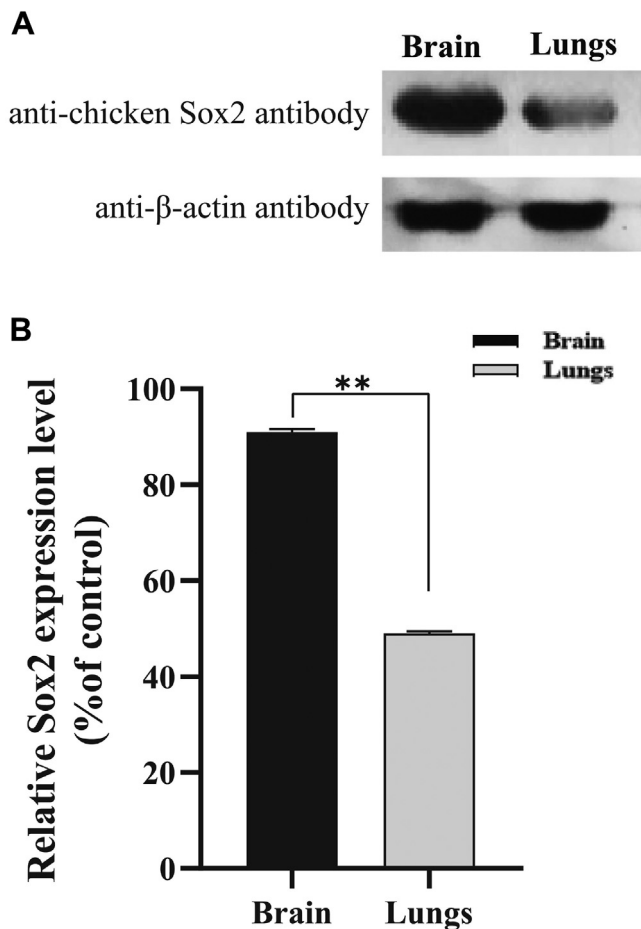 A
Brain Lungs
anti-chicken Sox2 antibody
anti-β-actin antibody
B
Brain
Lungs
Relative Sox2 expression level
(%of control)
100
80
60
40
20
0
**
Brain Lungs